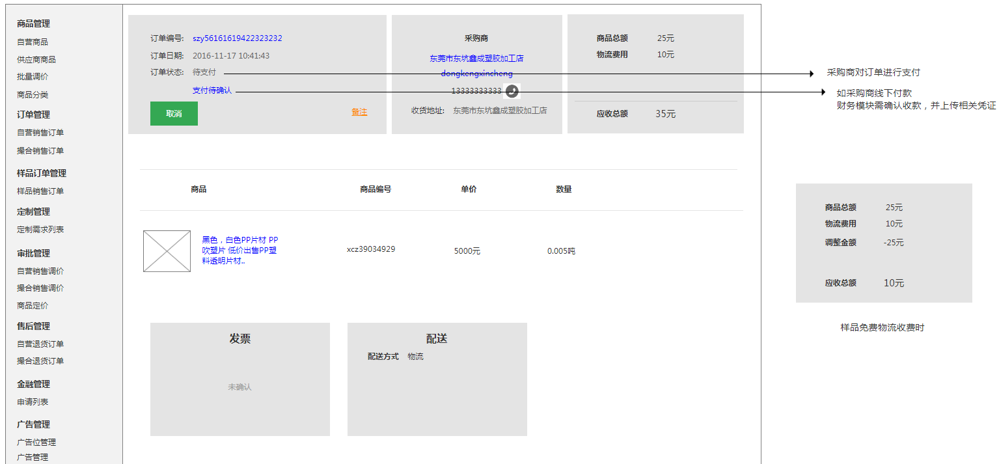 商品管理
自营商品
供应商商品
批量调价
商品分类
订单管理
自营销售订单
撮合销售订单
样品订单管理
样品销售订单
定制管理
定制需求列表
审批管理
自营销售调价
撮合销售调价
商品定价
售后管理
自营退货订单
撮合退货订单
金融管理
申请列表
广告管理
广告位管理
广告管理
订单编号: szy56161619422323232
订单日期: 2016-11-17 10:41:43
订单状态: 待支付
支付待确认
取消
备注
采购商
东莞市东坑鑫成塑胶加工店
dongkengxincheng
13333333333
收货地址: 东莞市东坑鑫成塑胶加工店
商品总额 25元
物流费用 10元
应收总额 35元
采购商对订单进行支付
如采购商线下付款
财务模块需确认收款，并上传相关凭证
商品 商品编号 单价 数量
黑色，白色PP片材 PP
吹塑片 低价出售PP塑
料透明片材..
xcz39034929 5000元 0.005吨
商品总额 25元
物流费用 10元
调整金额 -25元
应收总额 10元
样品免费物流收费时
发票
未确认
配送
配送方式 物流